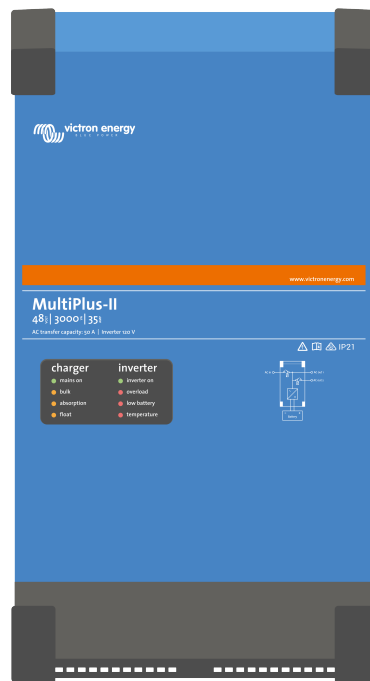 victron energy
BLUE POWER
www.victronenergy.com
MultiPlus-II
48 | 3000 | 35
AC transfer capacity: 50 A | Inverter 120 V
IP21
charger inverter
mains on inverter on
bulk overload
absorption low battery
float temperature
Battery